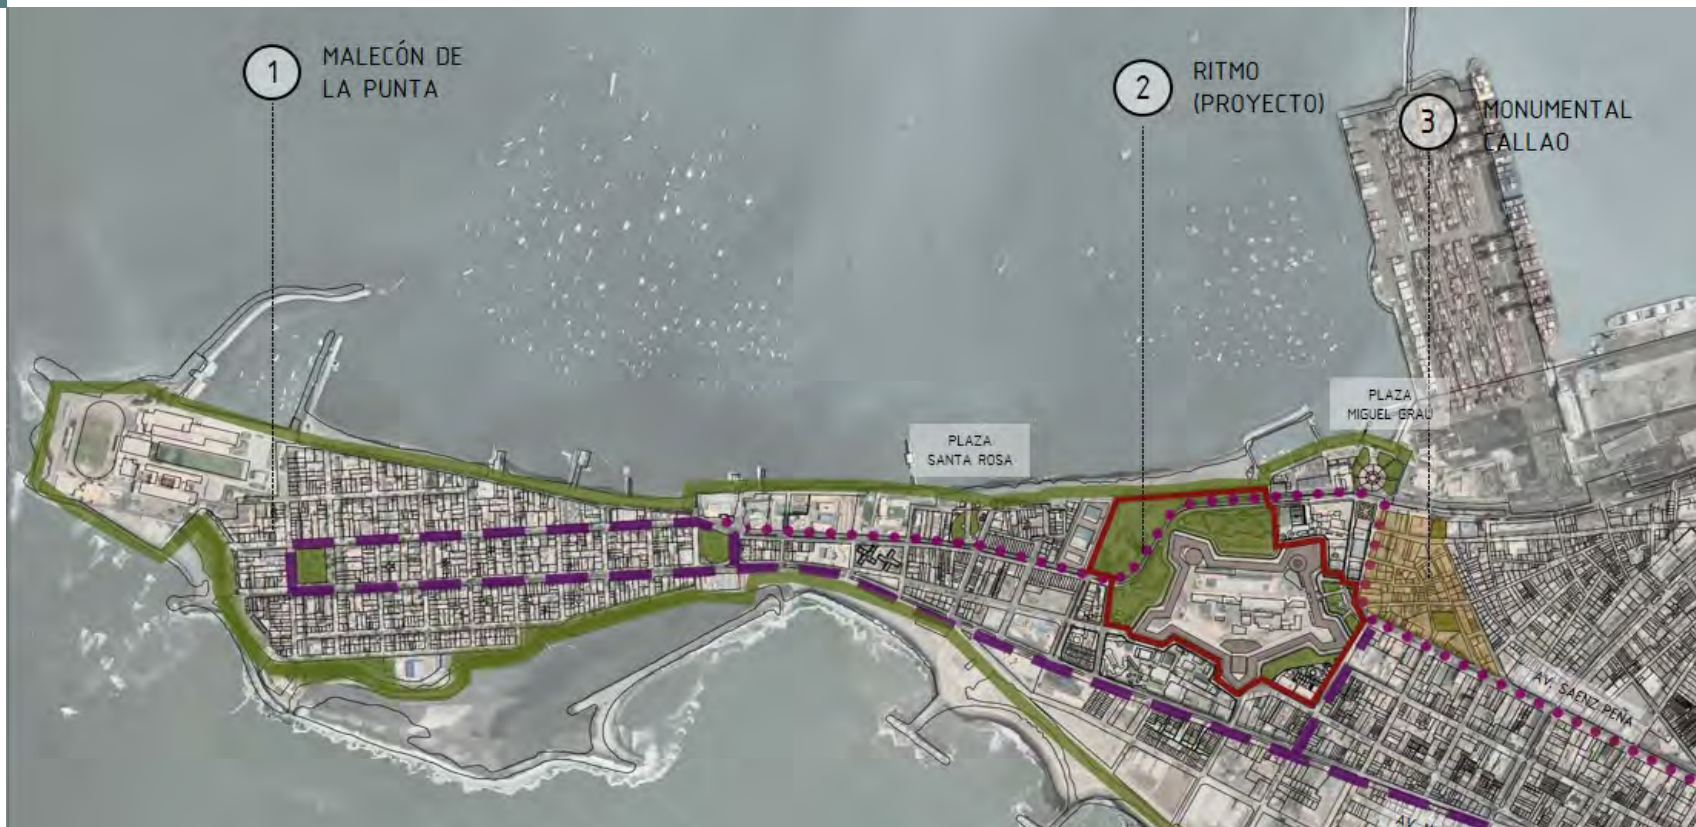 1
MALECÓN DE
LA PUNTA
2
RITMO
(PROYECTO)
3
MONUMENTAL
CALLAO
PLAZA
MIGUEL GRAU
PLAZA
SANTA ROSA
AV. SAENZ PEÑA